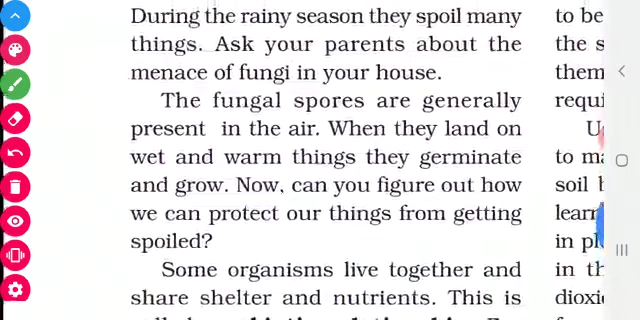 During the rainy season they spoil many
things. Ask your parents about the
menace of fungi in your house.
The fungal spores are generally
present in the air. When they land on
wet and warm things they germinate
and grow. Now, can you figure out how
we can protect our things from getting
spoiled?
Some organisms live together and
share shelter and nutrients. This is
to be
the s
them
requi
U
to ma
soil
learn
in pl
in th
dioxi